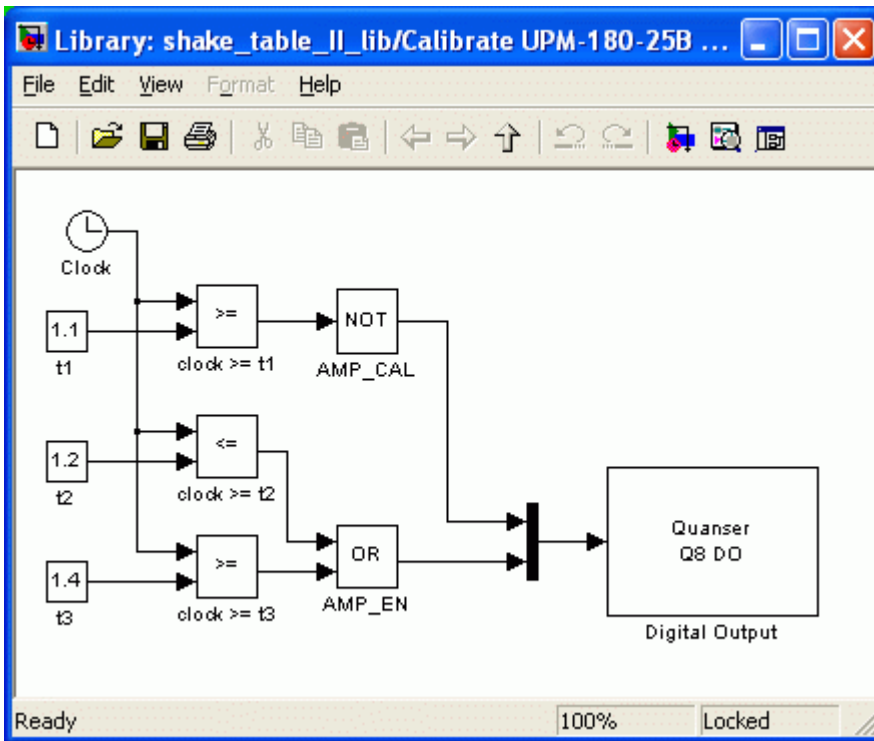 Library: shake_table_II_lib/Calibrate UPM-180-25B ...
File Edit View Format Help
Clock
1.1
t1
>=
clock >= t1
NOT
AMP_CAL
1.2
t2
<=
clock >= t2
1.4
t3
>=
clock >= t3
OR
AMP_EN
Quanser
Q8 DO
Digital Output
Ready 100% Locked